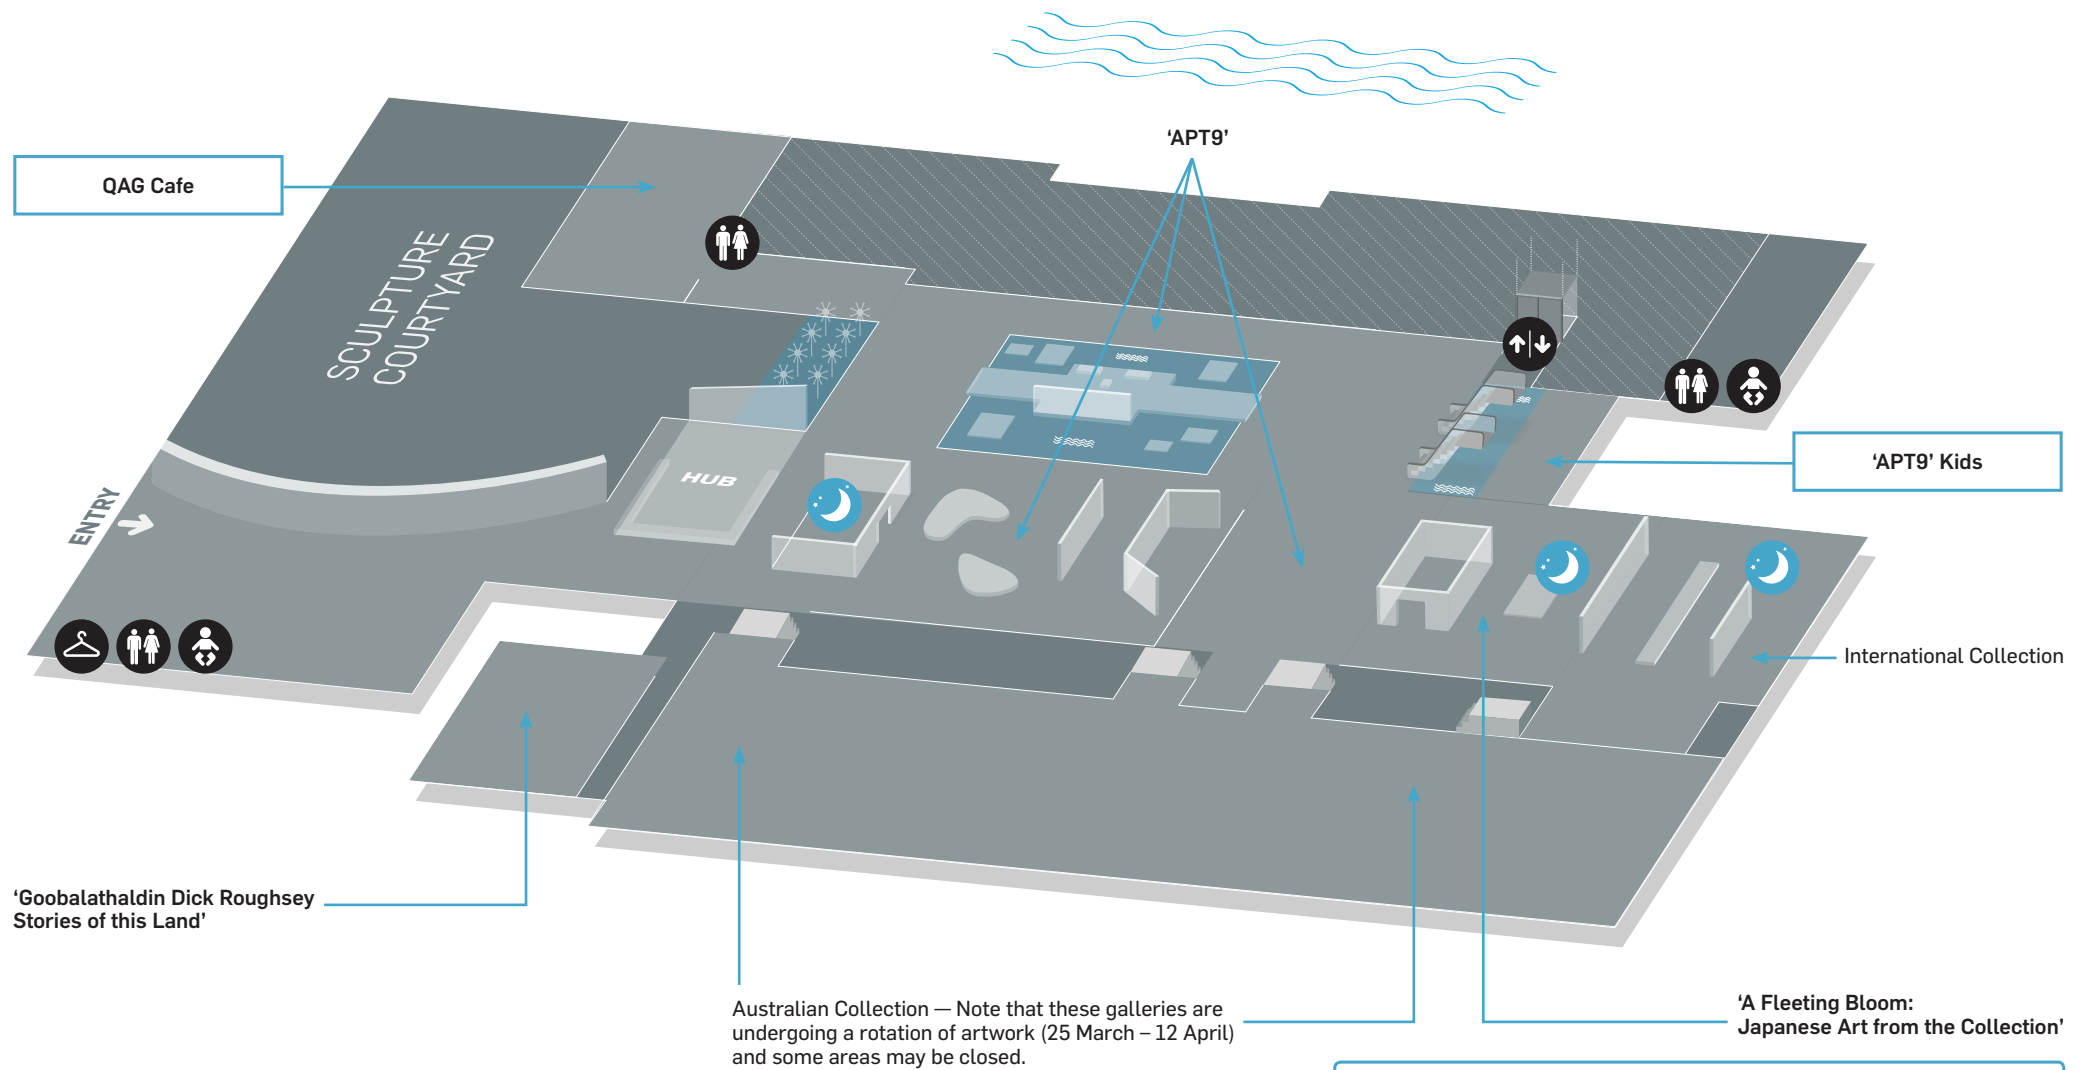 ‘APT9’
QAG Cafe
SCULPTURE
COURTYARD
HUB
‘APT9’ Kids
ENTRY
International Collection
‘Goobalathaldin Dick Roughsey
Stories of this Land’
Australian Collection — Note that these galleries are
undergoing a rotation of artwork (25 March – 12 April)
and some areas may be closed.
‘A Fleeting Bloom:
Japanese Art from the Collection’